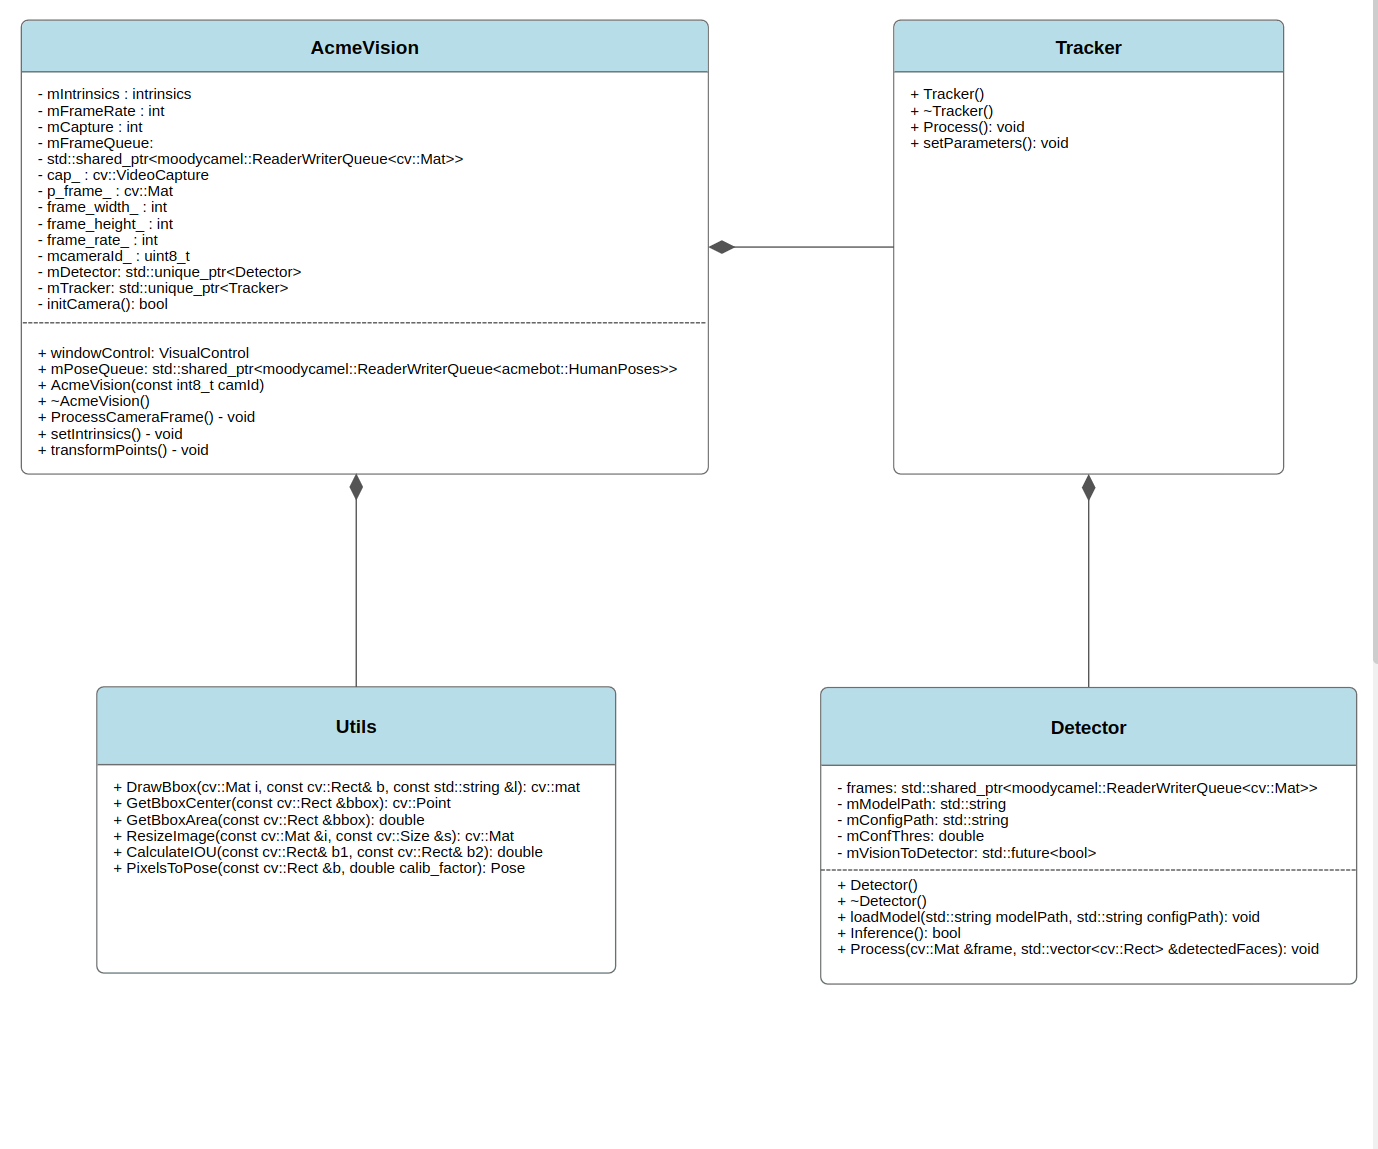 AcmeVision
- mIntrinsics : intrinsics
- mFrameRate : int
- mCapture : int
- mFrameQueue:
- std::shared_ptr<moodycamel::ReaderWriterQueue<cv::Mat>>
- cap_ : cv::VideoCapture
- p_frame_ : cv::Mat
- frame_width_ : int
- frame_height_ : int
- frame_rate_ : int
- mcameraId_ : uint8_t
- mDetector: std::unique_ptr<Detector>
- mTracker: std::unique_ptr<Tracker>
- initCamera(): bool
+ windowControl: VisualControl
+ mPoseQueue: std::shared_ptr<moodycamel::ReaderWriterQueue<acmebot::HumanPoses>>
+ AcmeVision(const int8_t camId)
+ ~AcmeVision()
+ ProcessCameraFrame() - void
+ setIntrinsics() - void
+ transformPoints() - void
Tracker
+ Tracker()
+ ~Tracker()
+ Process(): void
+ setParameters(): void
Utils
+ DrawBbox(cv::Mat i, const cv::Rect& b, const std::string &l): cv::mat
+ GetBboxCenter(const cv::Rect &bbox): cv::Point
+ GetBboxArea(const cv::Rect &bbox): double
+ ResizeImage(const cv::Mat &i, const cv::Size &s): cv::Mat
+ CalculateIOU(const cv::Rect& b1, const cv::Rect& b2): double
+ PixelsToPose(const cv::Rect &b, double calib_factor): Pose
Detector
- frames: std::shared_ptr<moodycamel::ReaderWriterQueue<cv::Mat>>
- mModelPath: std::string
- mConfigPath: std::string
- mConfThres: double
- mVisionToDetector: std::future<bool>
+ Detector()
+ ~Detector()
+ loadModel(std::string modelPath, std::string configPath): void
+ Inference(): bool
+ Process(cv::Mat &frame, std::vector<cv::Rect> &detectedFaces): void